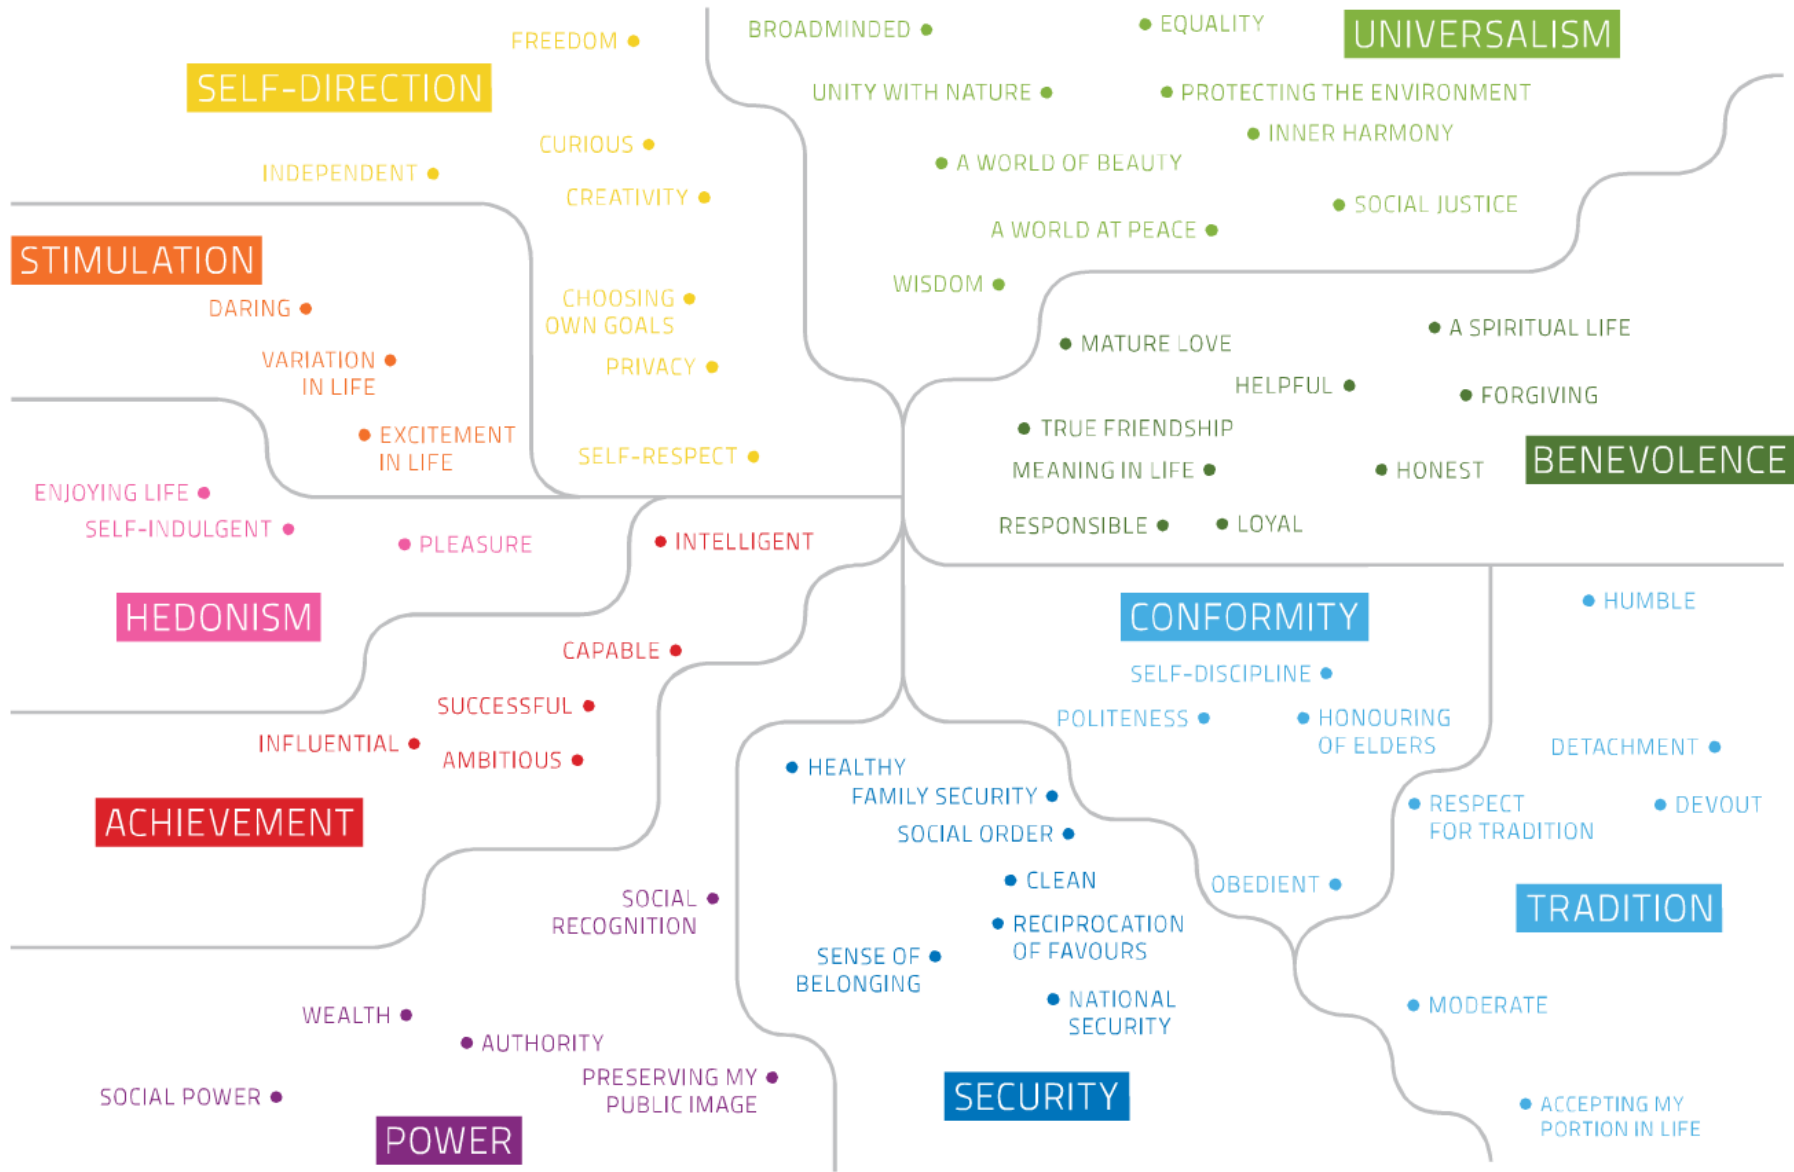 SELF-DIRECTION
FREEDOM
CURIOUS
INDEPENDENT
CREATIVITY
CHOOSING
OWN GOALS
PRIVACY
SELF-RESPECT
UNIVERSALISM
BROADMINDED
EQUALITY
UNITY WITH NATURE
PROTECTING THE ENVIRONMENT
INNER HARMONY
A WORLD OF BEAUTY
SOCIAL JUSTICE
A WORLD AT PEACE
WISDOM
STIMULATION
DARING
VARIATION
IN LIFE
EXCITEMENT
IN LIFE
A SPIRITUAL LIFE
MATURE LOVE
HELPFUL
FORGIVING
TRUE FRIENDSHIP
BENEVOLENCE
MEANING IN LIFE
HONEST
RESPONSIBLE
LOYAL
ENJOYING LIFE
SELF-INDULGENT
PLEASURE
HEDONISM
INTELLIGENT
CAPABLE
SUCCESSFUL
INFLUENTIAL
AMBITIOUS
ACHIEVEMENT
CONFORMITY
SELF-DISCIPLINE
POLITENESS
HONOURING
OF ELDERS
OBEDIENT
HUMBLE
DETACHMENT
RESPECT
FOR TRADITION
DEVOUT
TRADITION
MODERATE
ACCEPTING MY
PORTION IN LIFE
HEALTHY
FAMILY SECURITY
SOCIAL ORDER
CLEAN
RECIPROCATION
OF FAVOURS
SENSE OF
BELONGING
NATIONAL
SECURITY
SECURITY
SOCIAL
RECOGNITION
WEALTH
AUTHORITY
PRESERVING MY
PUBLIC IMAGE
SOCIAL POWER
POWER